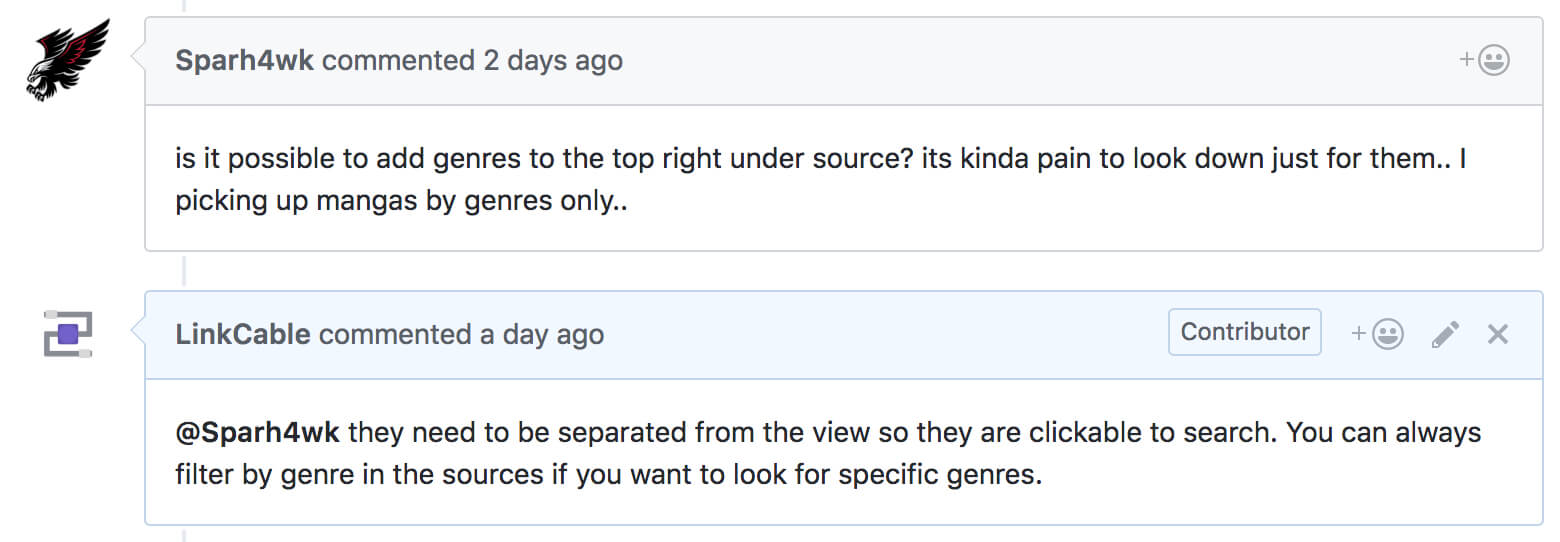 Sparh4wk commented 2 days ago
is it possible to add genres to the top right under source? its kinda pain to look down just for them.. I
picking up mangas by genres only..
LinkCable commented a day ago
Contributor
@Sparh4wk they need to be separated from the view so they are clickable to search. You can always
filter by genre in the sources if you want to look for specific genres.